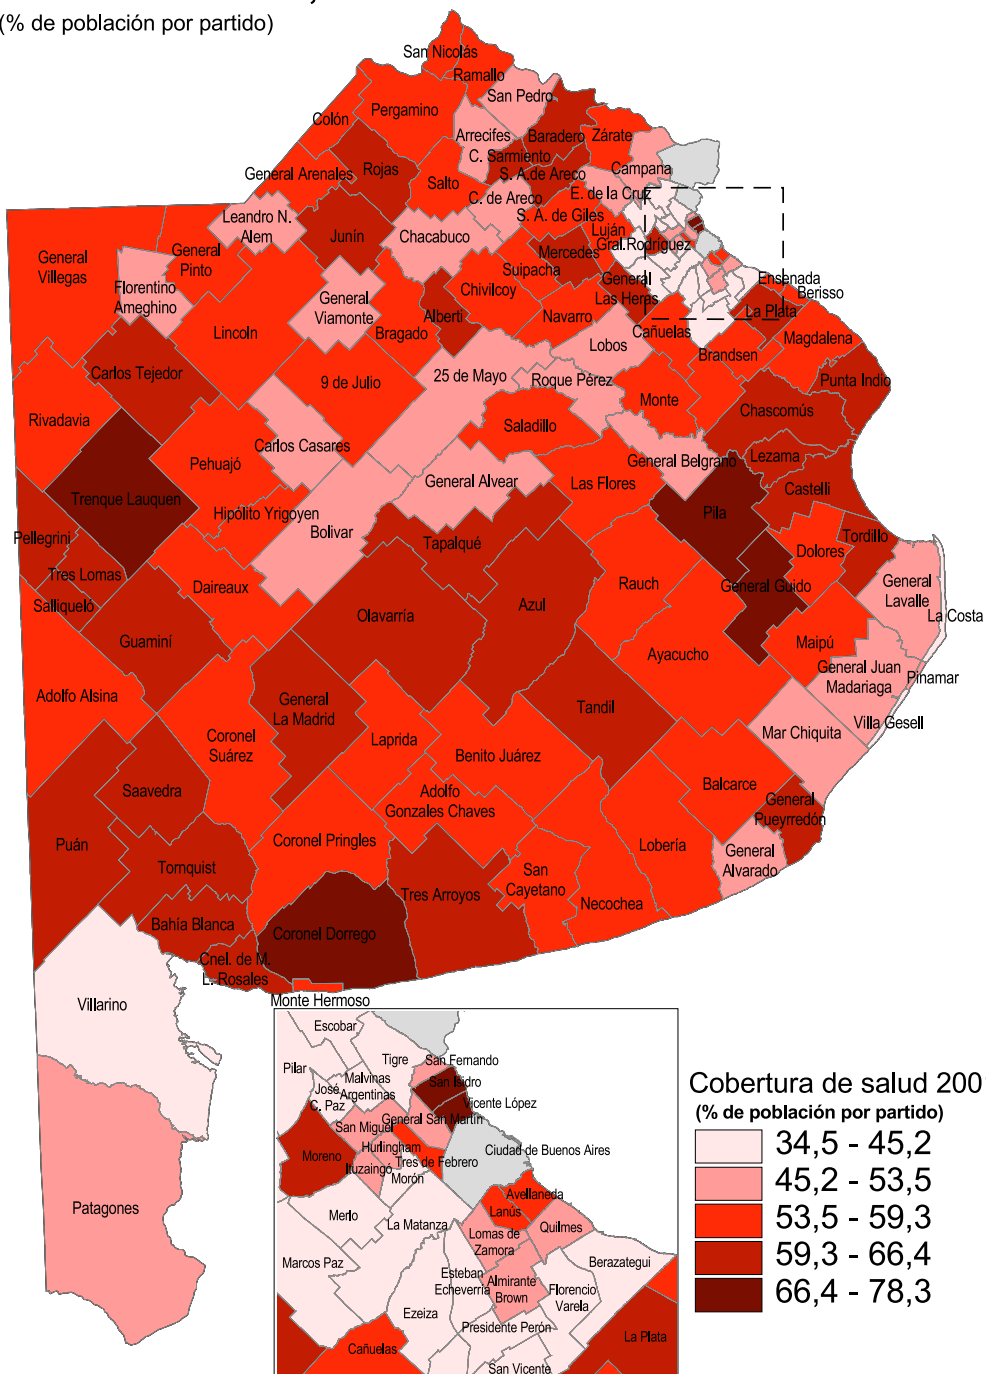 (% de población por partido)
San Nicolás
Ramallo
San Pedro
Colón
Pergamino
Arrecifes
Baradero
Zárate
C. Sarmiento
Campana
General Arenales
Rojas
Salto
S. A.de Areco
C. de Areco
E. de la Cruz
Leandro N.
Alem
Junín
Chacabuco
S. A. de Giles
Luján
Mercedes
Gral.Rodríguez
General
Villegas
General
Pinto
Florentino
Ameghino
Suipacha
General
Las Heras
Ensenada
Berisso
La Plata
General
Viamonte
Chivilcoy
Alberti
Navarro
Lincoln
Bragado
Cañuelas
Magdalena
Lobos
Brandsen
Carlos Tejedor
9 de Julio
25 de Mayo
Roque Pérez
Punta Indio
Monte
Chascomús
Rivadavia
Saladillo
Carlos Casares
Pehuajó
General Belgrano
Lezama
General Alvear
Las Flores
Castelli
Trenque Lauquen
Hipólito Yrigoyen
Pila
Bolivar
Pellegrini
Tapalqué
Tordillo
Dolores
Tres Lomas
Daireaux
Rauch
General Guido
General
Lavalle
Salliqueló
Azul
Olavarría
La Costa
Guaminí
Maipú
Ayacucho
General Juan
Madariaga
Pinamar
Adolfo Alsina
General
La Madrid
Tandil
Villa Gesell
Coronel
Suárez
Laprida
Mar Chiquita
Benito Juárez
Balcarce
Saavedra
Adolfo
Gonzales Chaves
General
Pueyrredón
Puán
Coronel Pringles
Lobería
General
Alvarado
Tornquist
San
Cayetano
Tres Arroyos
Necochea
Bahía Blanca
Coronel Dorrego
Cnel. de M.
L. Rosales
Monte Hermoso
Villarino
Patagones
Escobar
Pilar
Tigre
San Fernando
Malvinas
Argentinas
San Isidro
José
C. Paz
Vicente López
General San Martín
San Miguel
Hurlingham
Ciudad de Buenos Aires
Moreno
Tres de Febrero
Ituzaingó
Morón
Avellaneda
Lanús
Merlo
La Matanza
Quilmes
Lomas de
Zamora
Marcos Paz
Berazategui
Esteban
Echeverría
Almirante
Brown
Florencio
Varela
Ezeiza
Presidente Perón
La Plata
Cañuelas
San Vicente
Cobertura de salud 200
(% de población por partido)
34,5 - 45,2
45,2 - 53,5
53,5 - 59,3
59,3 - 66,4
66,4 - 78,3